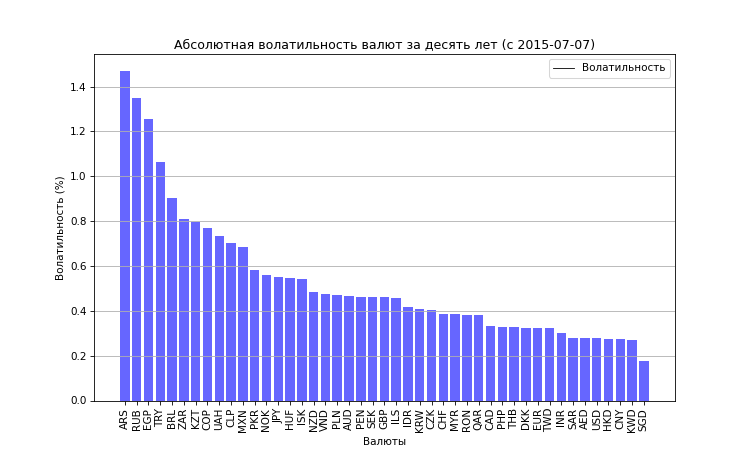 Абсолютная волатильность валют за десять лет (с 2015-07-07)
Волатильность
1.4
1.2
1.0
0.8
0.6
0.4
0.2
0.0
Волатильность (%)
ARS RUB EGP TRY BRL ZAR KZT COP UAH CLP MXN PKR NOK JPY HUF ISK NZD VND PLN AUD PEN SEK GBP ILS IDR KRW CZK CHF MYR RON QAR CAD PHP THB DKK EUR TWD INR SAR AED USD HKD CNY KWD SGD
Валюты